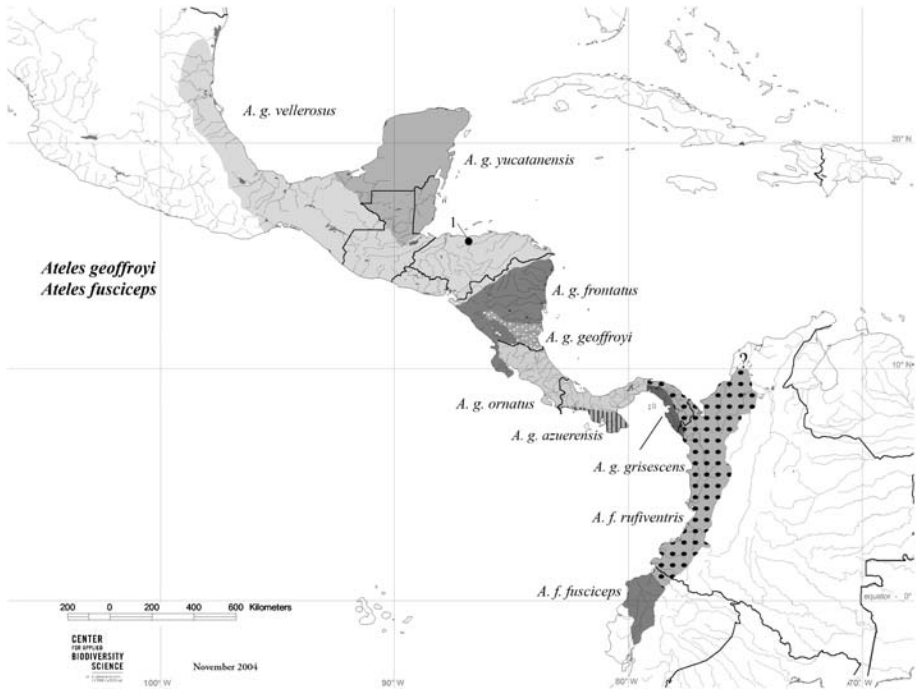 A. g. vellerosus
20° N
A. g. yucatanensis
1
Ateles geoffroyi
Ateles fusciceps
A. g. frontatus
A. g. geoffroyi
?
10° N
A. g. ornatus
A. g. azuerensis
A. g. grisescens
A. f. rufiventris
A. f. fusciceps
equator - 0°
200 0 200 400 600 Kilometers
CENTER
FOR APPLIED
BIODIVERSITY
SCIENCE
November 2004
100° W
90° W
80° W
70° W